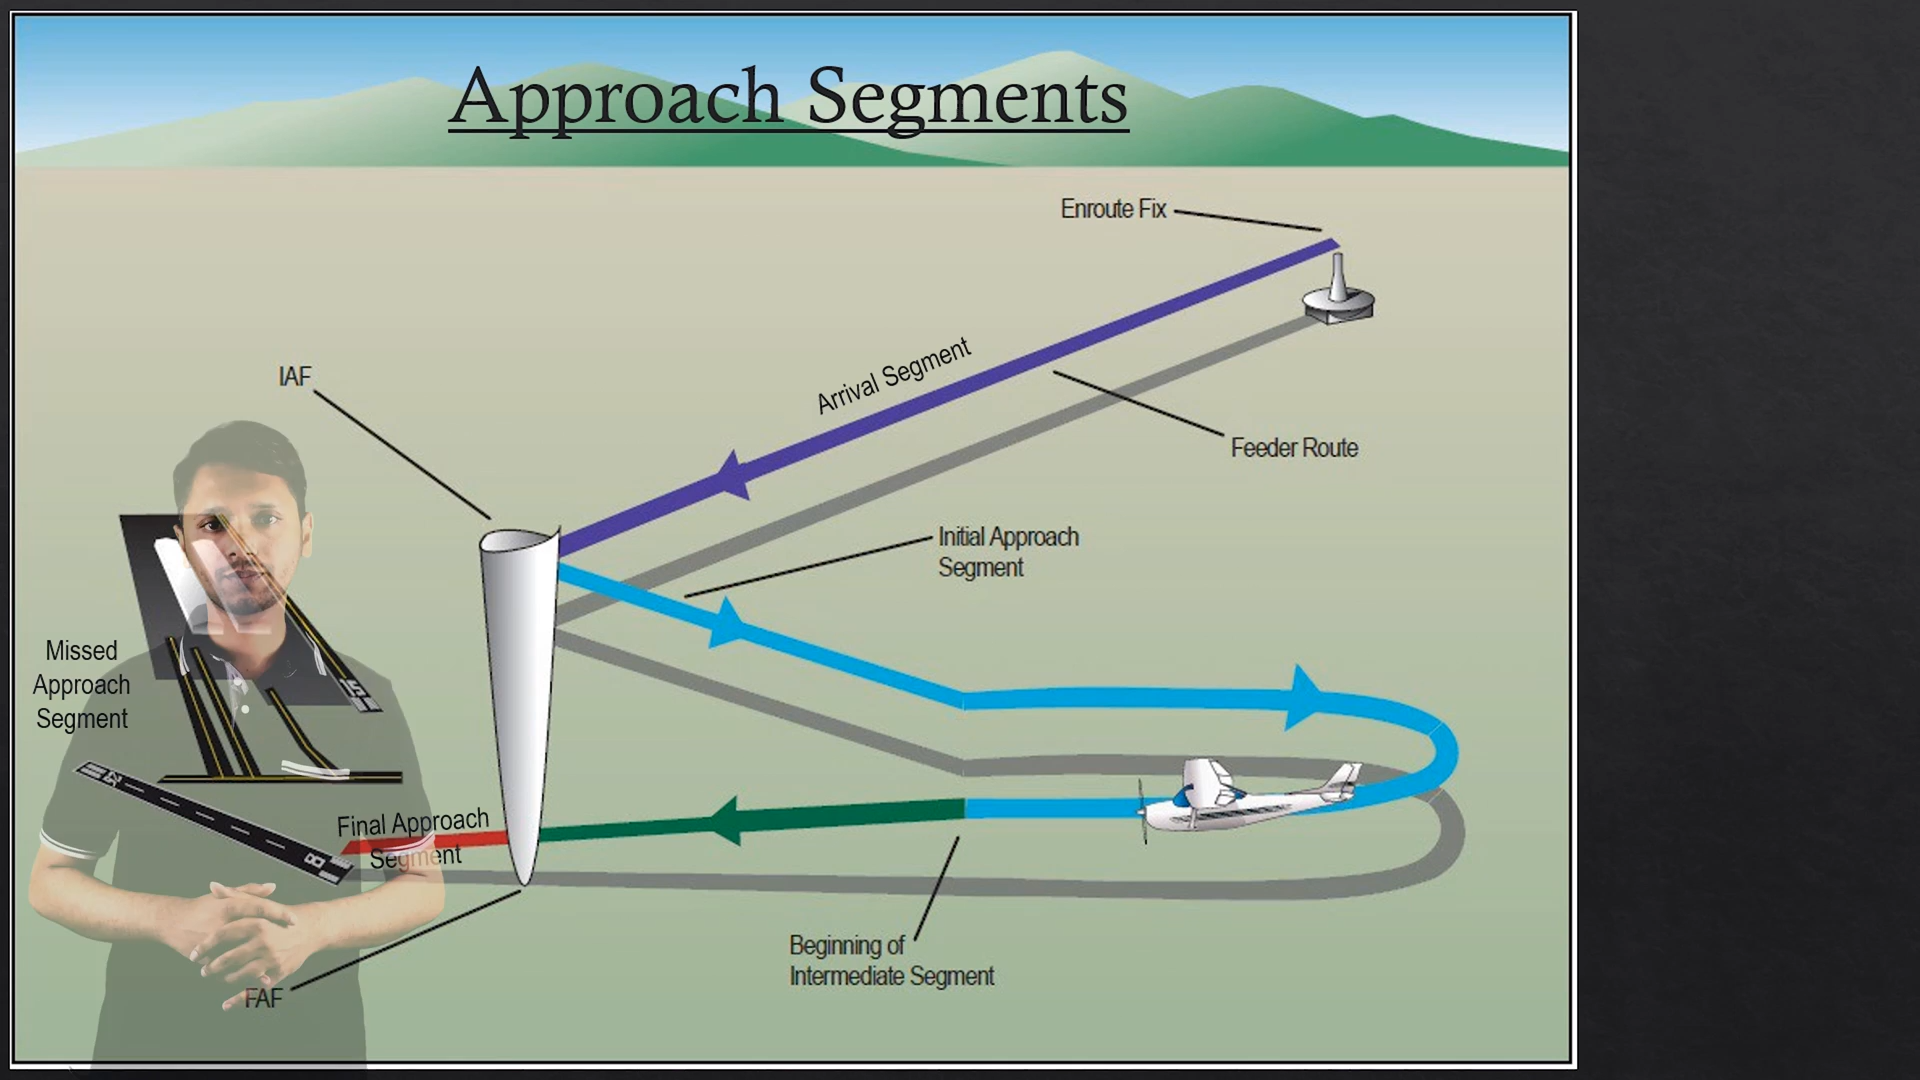 Approach Segments
Enroute Fix
Arrival Segment
IAF
Feeder Route
Initial Approach
Segment
Missed
Approach
Segment
Final Approach
Segment
Beginning of
Intermediate Segment
FAF